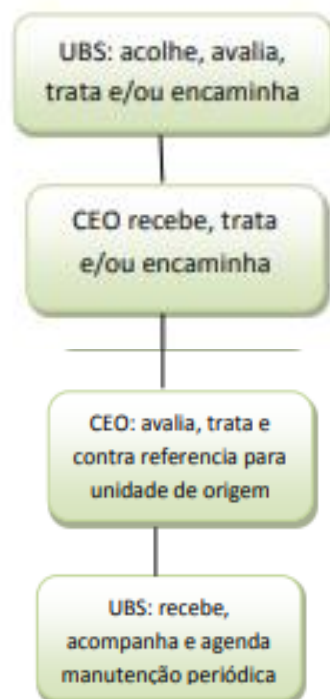 UBS: acolhe, avalia,
trata e/ou encaminha
CEO recebe, trata
e/ou encaminha
CEO: avalia, trata e
contra referencia para
unidade de origem
UBS: recebe,
acompanha e agenda
manutenção periódica